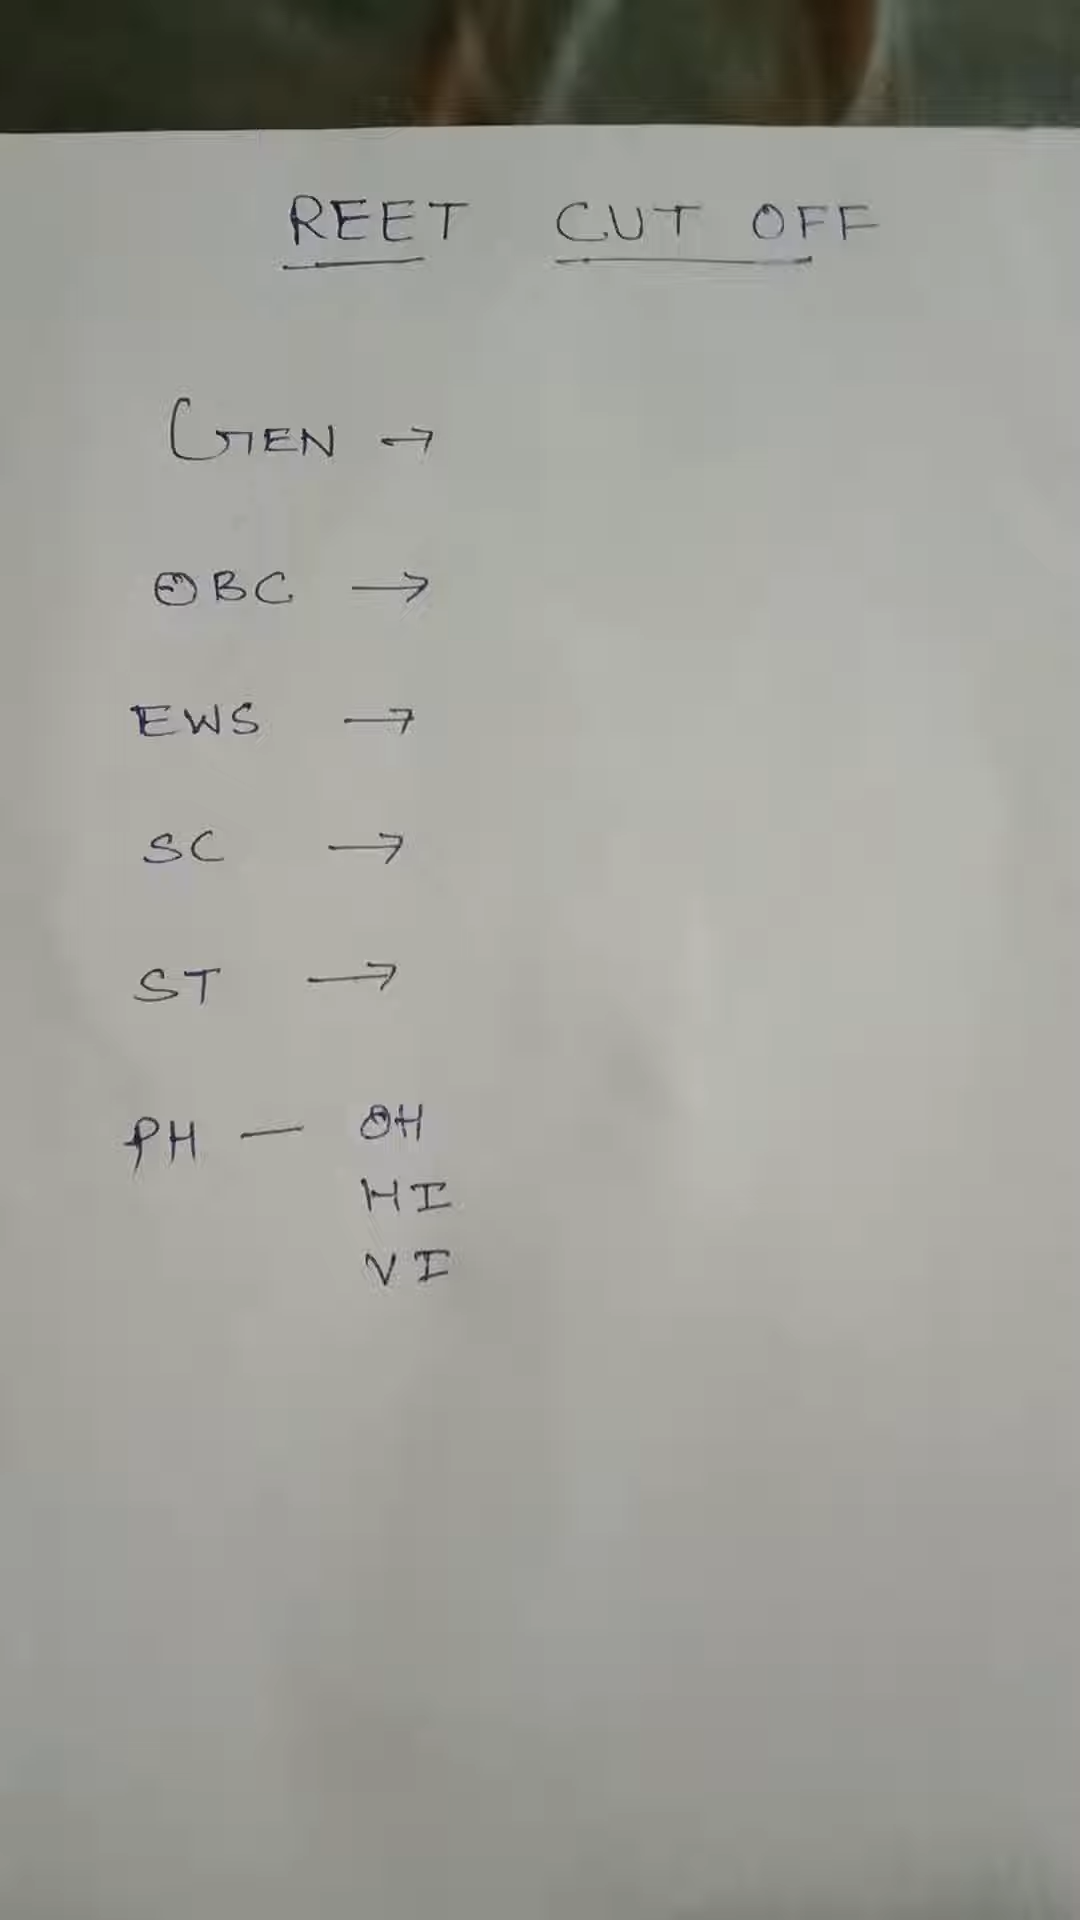 REET CUT OFF
GEN →
OBC →
EWS →
SC →
ST →
PH — OH
HI
VI